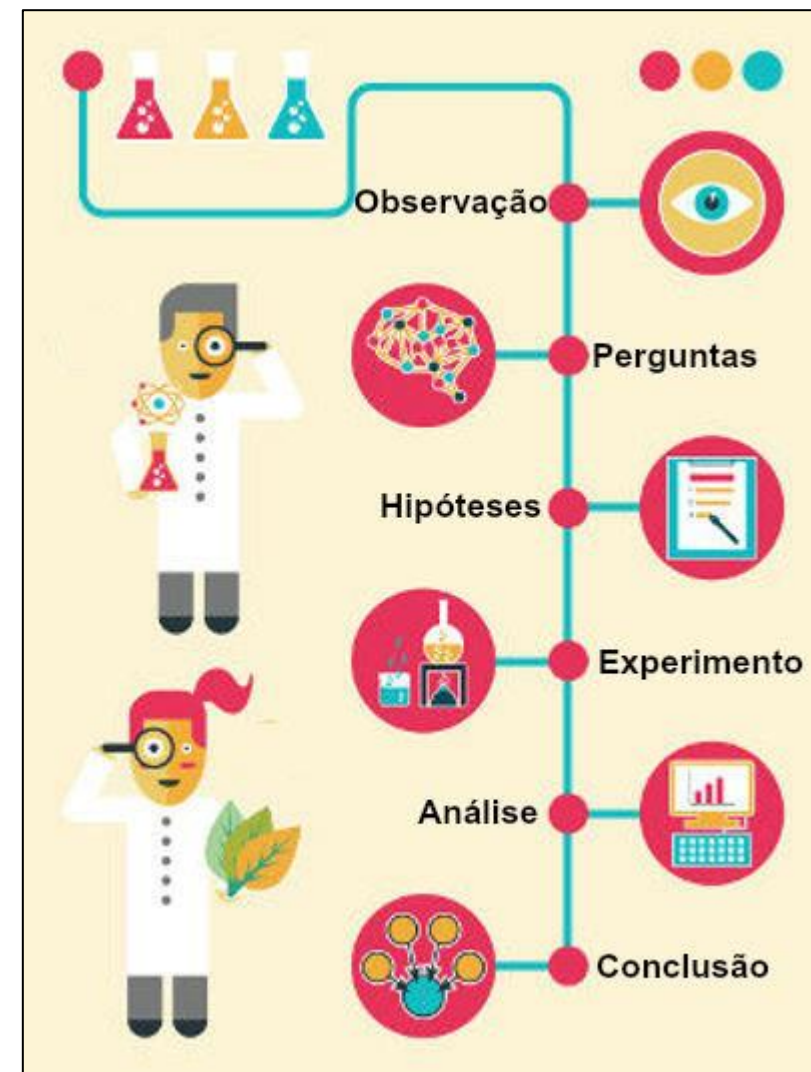 Observação
Perguntas
Hipóteses
Experimento
Análise
Conclusão